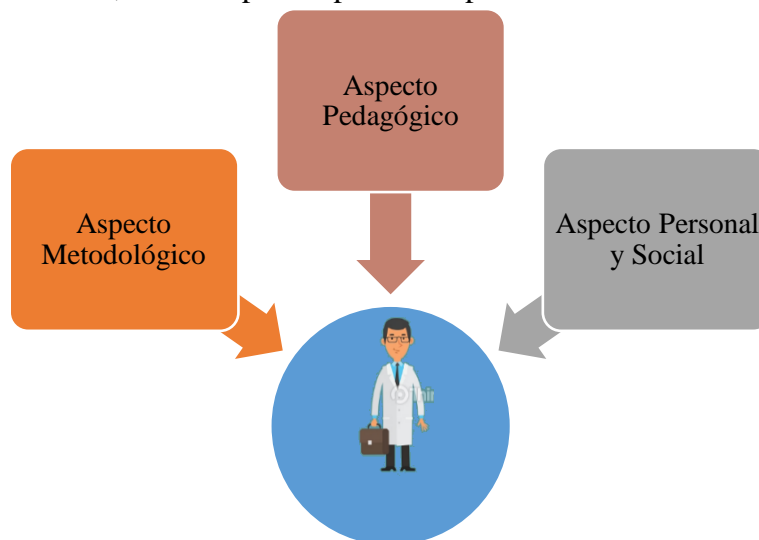 Aspecto
Pedagógico
Aspecto
Metodológico
Aspecto Personal
y Social